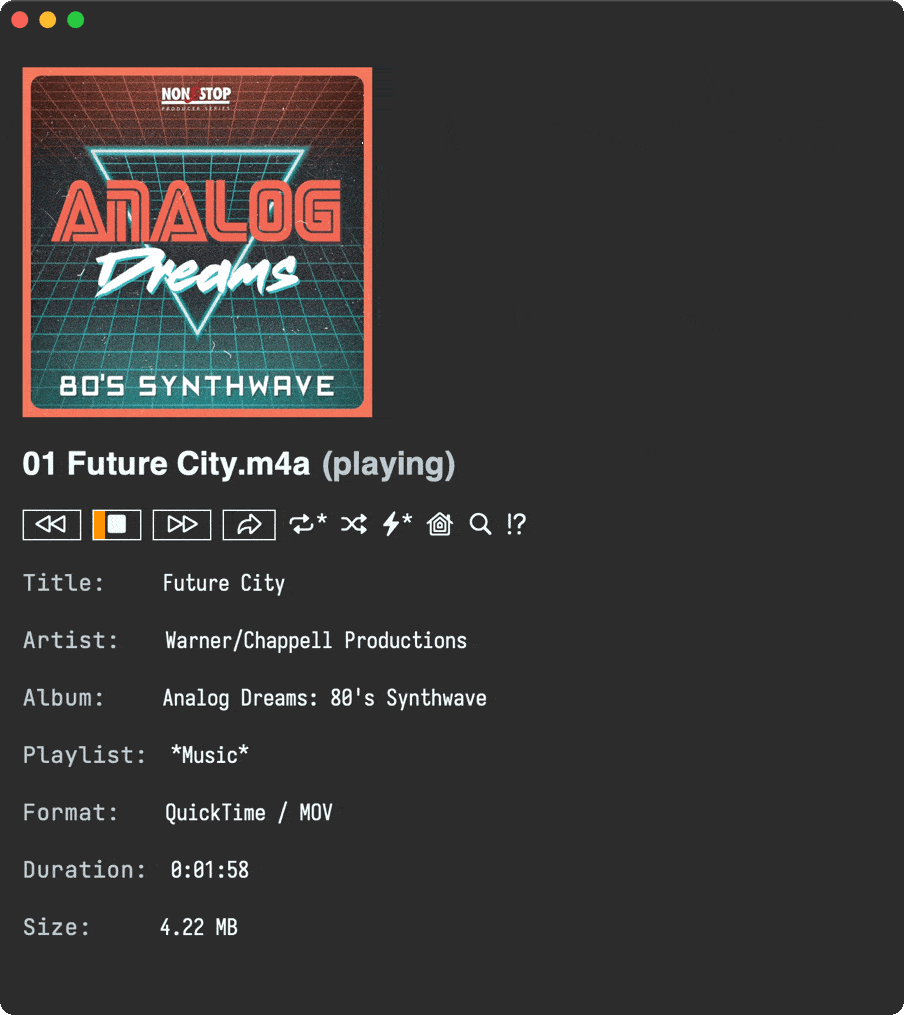 NON STOP
PRODUCER SERIES
ANALOG
Dreams
80'S SYNTHWAVE
01 Future City.m4a (playing)
* * !?
Title: Future City
Artist: Warner/Chappell Productions
Album: Analog Dreams: 80's Synthwave
Playlist: *Music*
Format: QuickTime / MOV
Duration: 0:01:58
Size: 4.22 MB